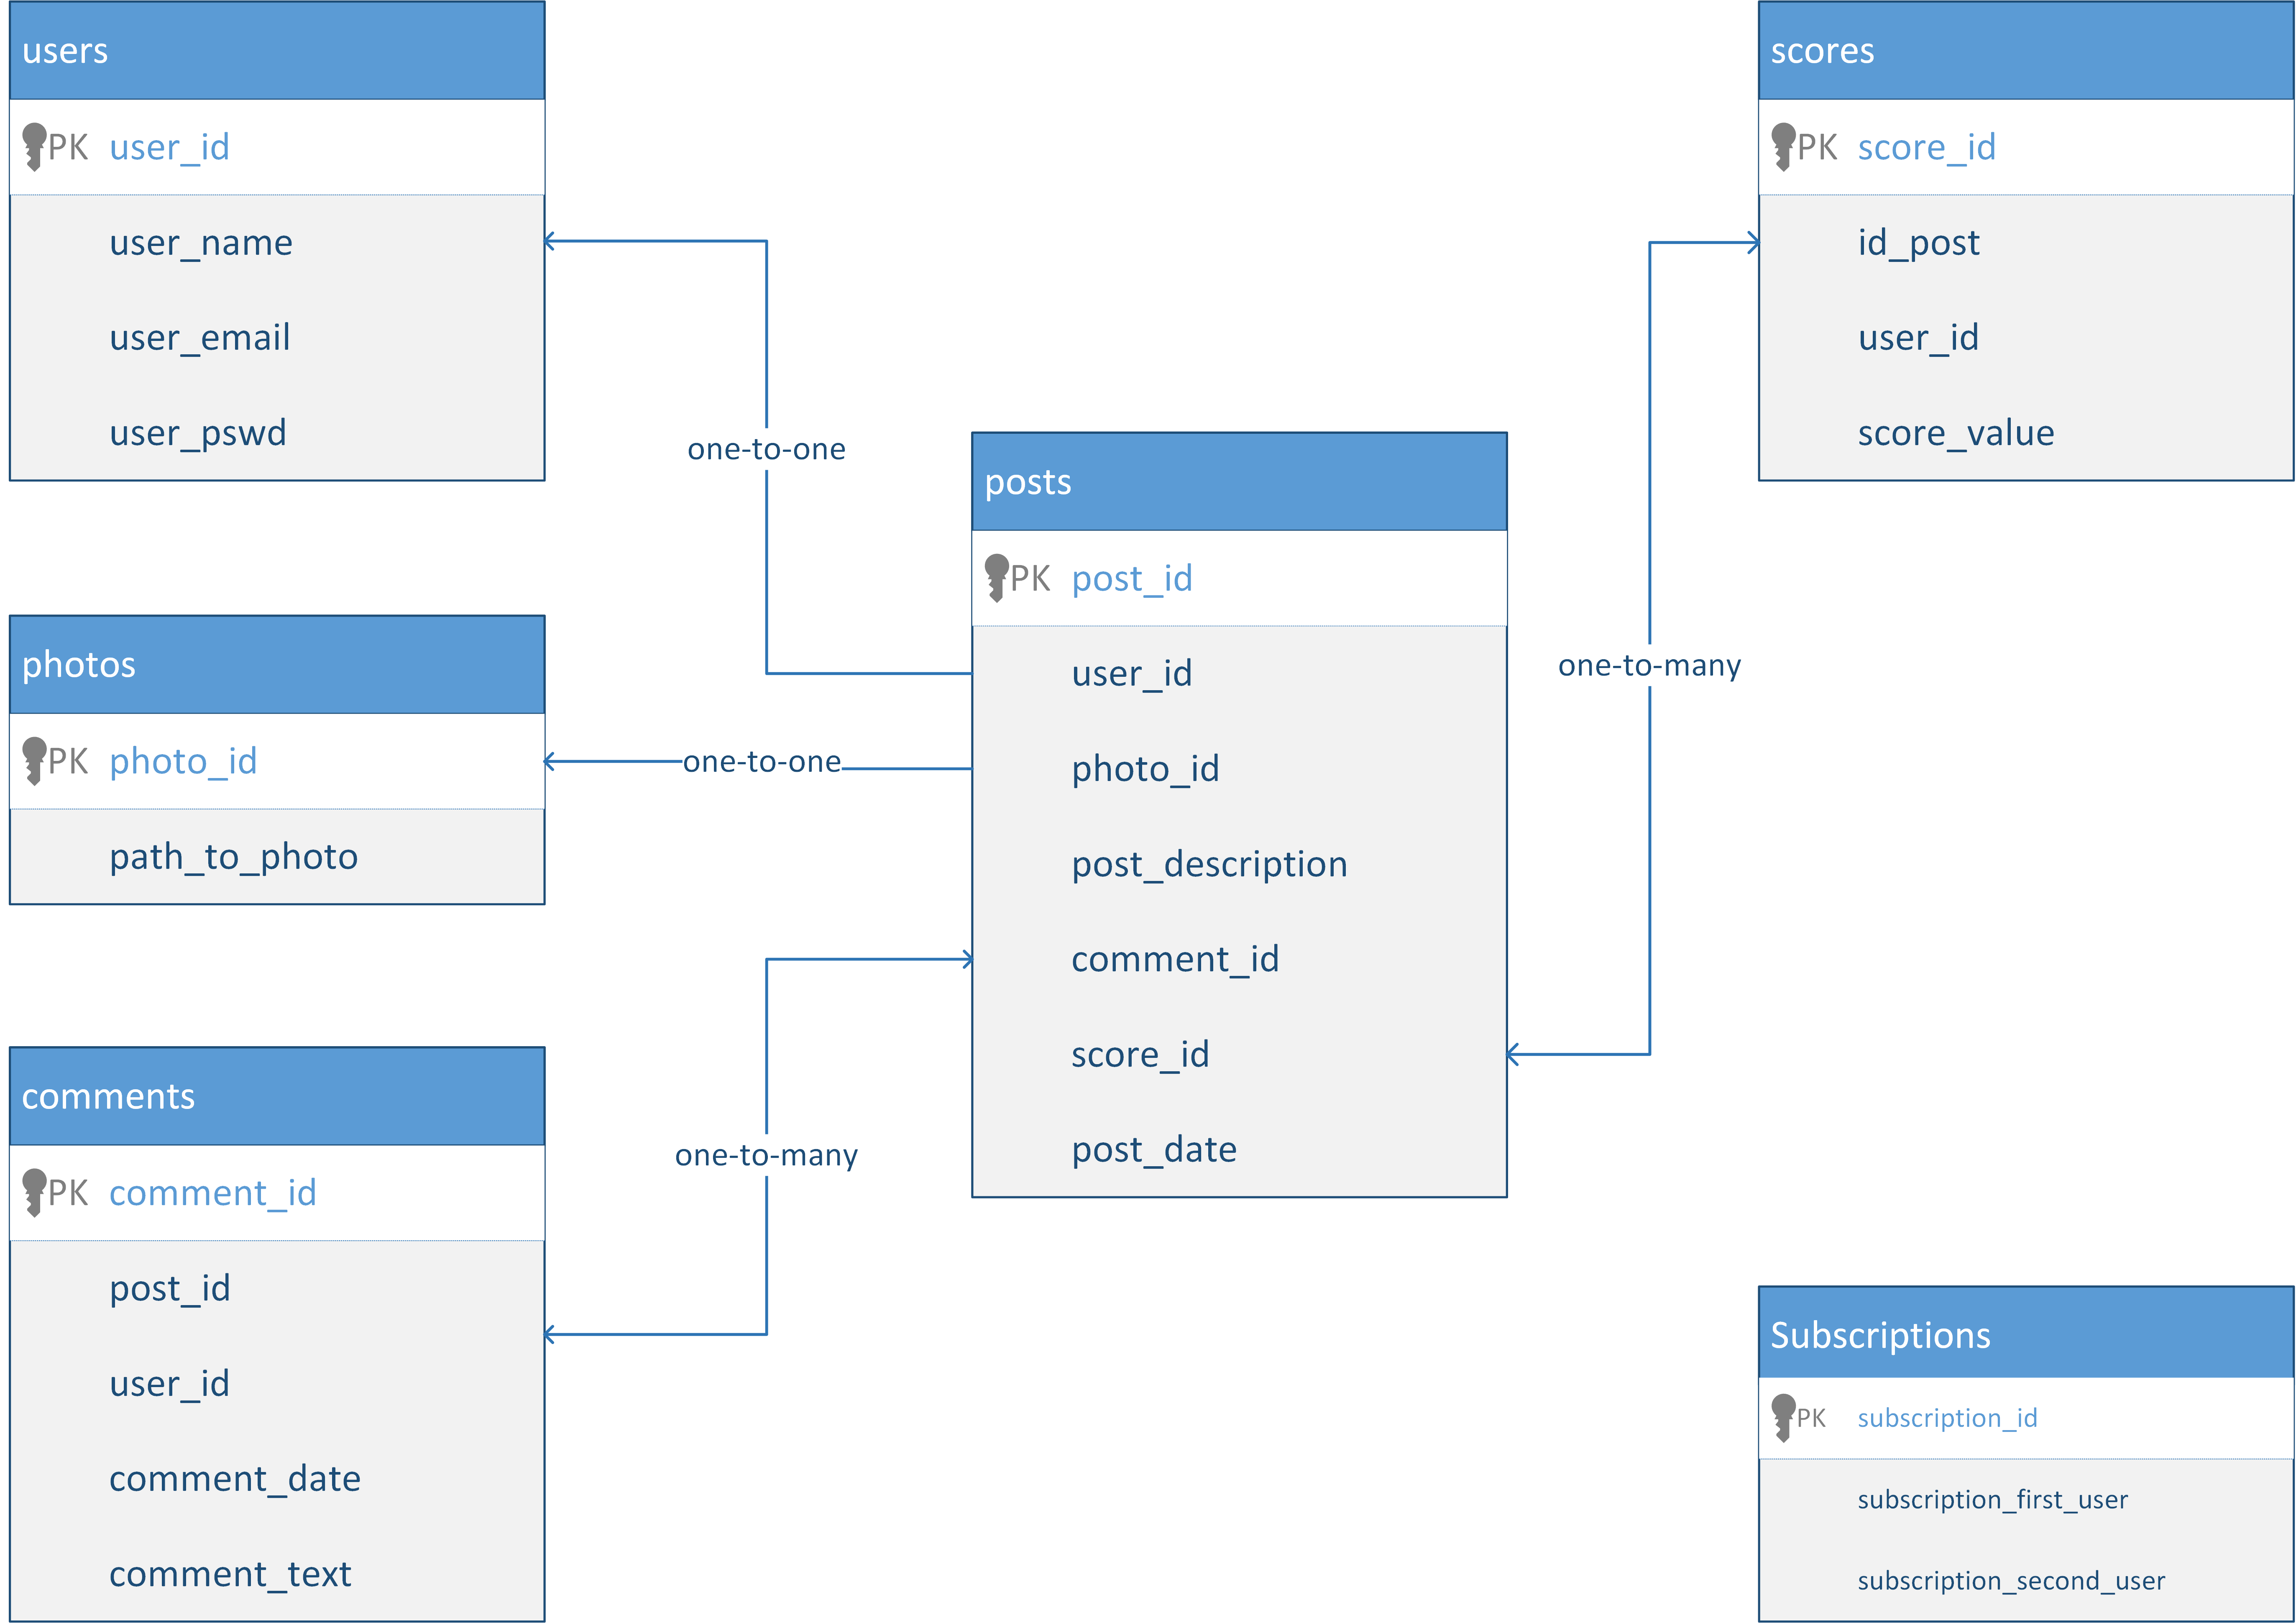 users
PK user_id
user_name
user_email
user_pswd
one-to-one
photos
PK photo_id
path_to_photo
one-to-one
comments
PK comment_id
post_id
user_id
comment_date
comment_text
one-to-many
posts
PK post_id
user_id
photo_id
post_description
comment_id
score_id
post_date
one-to-many
scores
PK score_id
id_post
user_id
score_value
Subscriptions
PK subscription_id
subscription_first_user
subscription_second_user